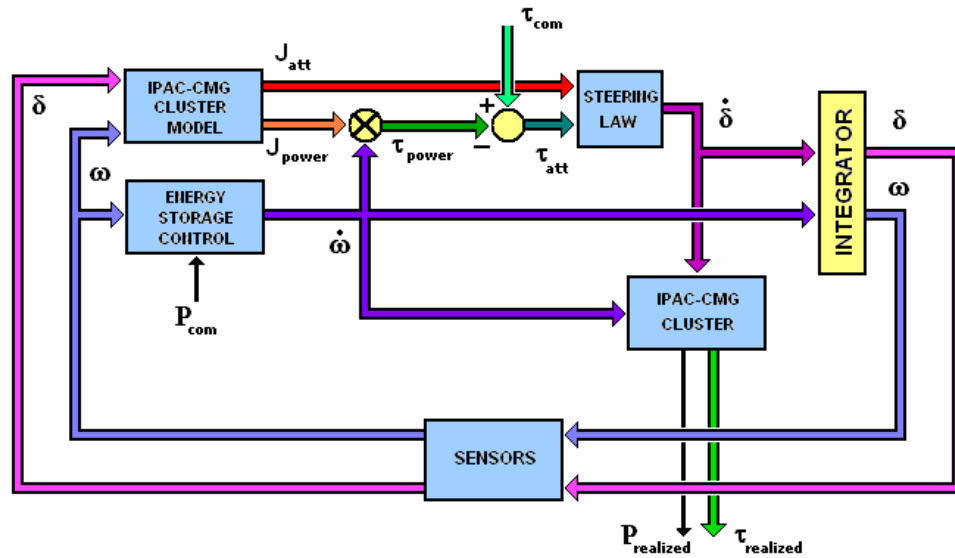 τcom
Jatt
IPAC-CMG
CLUSTER
MODEL
STEERING
LAW
δ
+
−
δ̇
δ
Jpower
τpower
τatt
INTEGRATOR
ω
ω
ENERGY
STORAGE
CONTROL
ω̇
IPAC-CMG
CLUSTER
Pcom
SENSORS
Prealized
τrealized